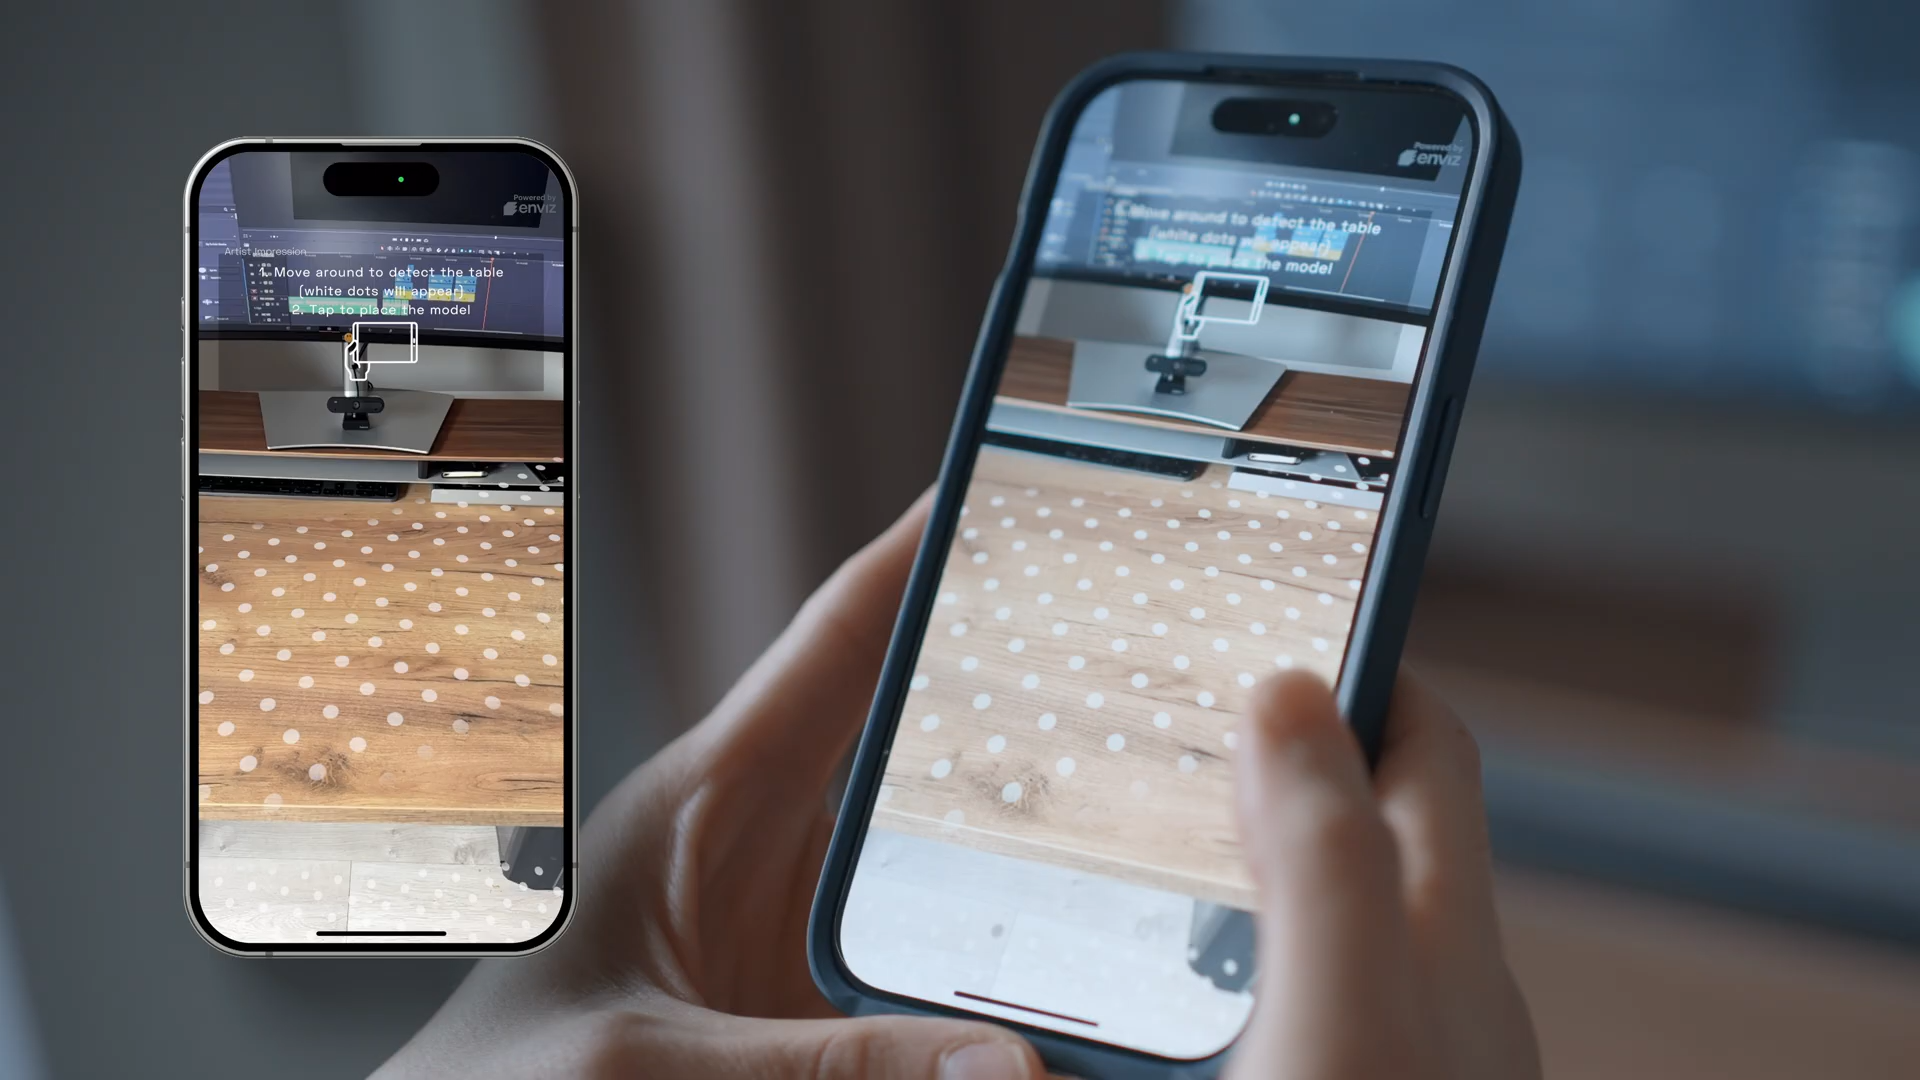 Powered by
enviz
Artist Impression
1. Move around to detect the table
(white dots will appear)
2. Tap to place the model
Powered by
enviz
1. Move around to detect the table
(white dots will appear)
2. Tap to place the model